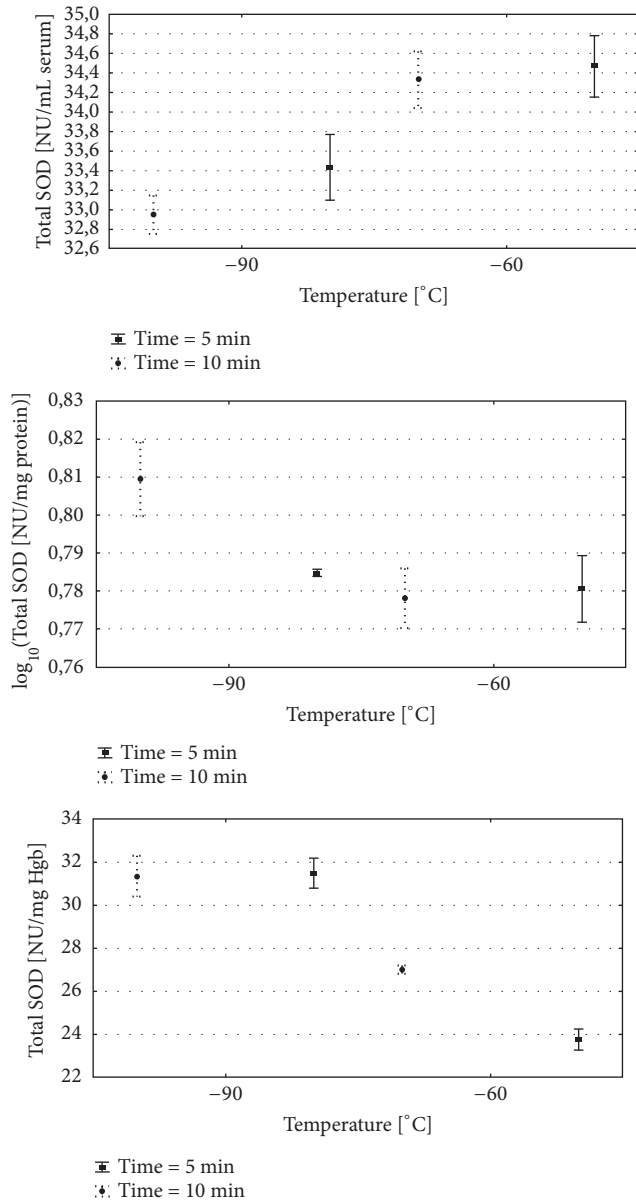 Total SOD [NU/mL serum]
35,0
34,8
34,6
34,4
34,2
34,0
33,8
33,6
33,4
33,2
33,0
32,8
32,6
−90
−60
Temperature [°C]
Time = 5 min
Time = 10 min
log10(Total SOD [NU/mg protein)]
0,83
0,82
0,81
0,80
0,79
0,78
0,77
0,76
−90
−60
Temperature [°C]
Time = 5 min
Time = 10 min
Total SOD [NU/mg Hgb]
34
32
31
28
26
24
22
−90
−60
Temperature [°C]
Time = 5 min
Time = 10 min